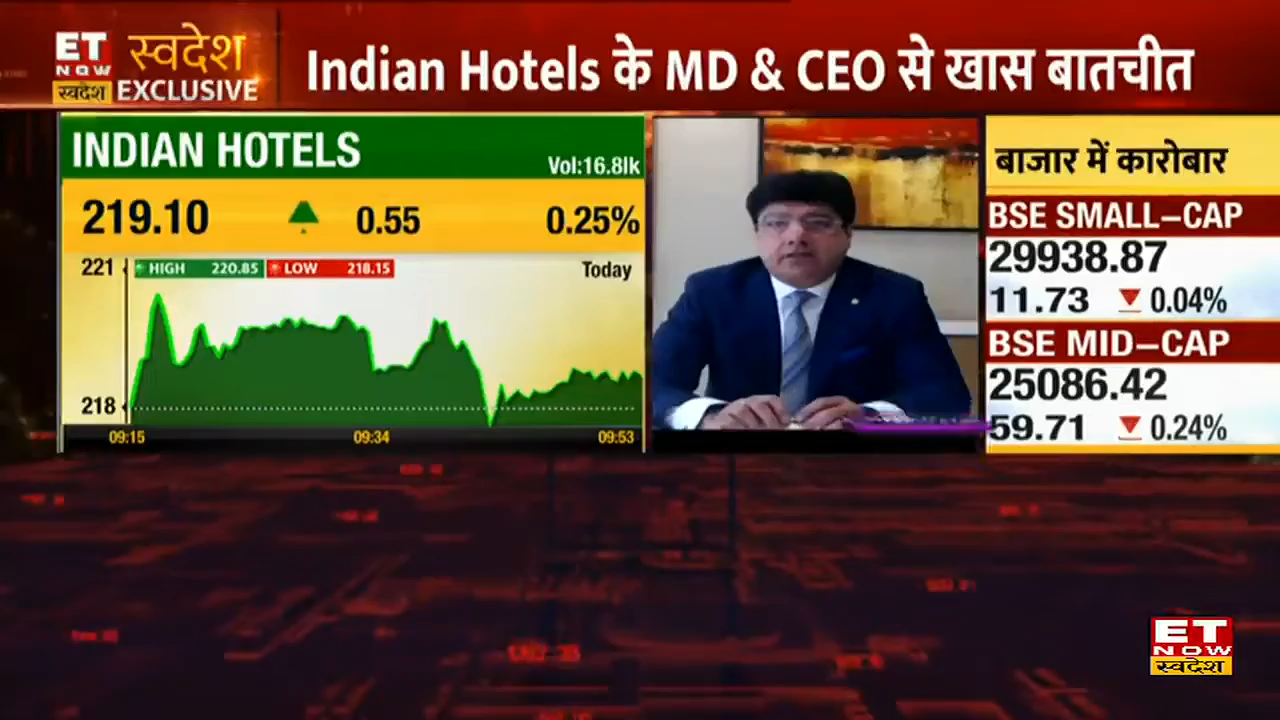 ET NOW स्वदेश
स्वदेश EXCLUSIVE
Indian Hotels के MD & CEO से खास बातचीत
INDIAN HOTELS
Vol:16.8lk
219.10 0.55 0.25%
221 HIGH 220.85 LOW 218.15 Today
218
09:15 09:34 09:53
बाजार में कारोबार
BSE SMALL-CAP
29938.87
11.73 0.04%
BSE MID-CAP
25086.42
59.71 0.24%
ET
NOW
स्वदेश